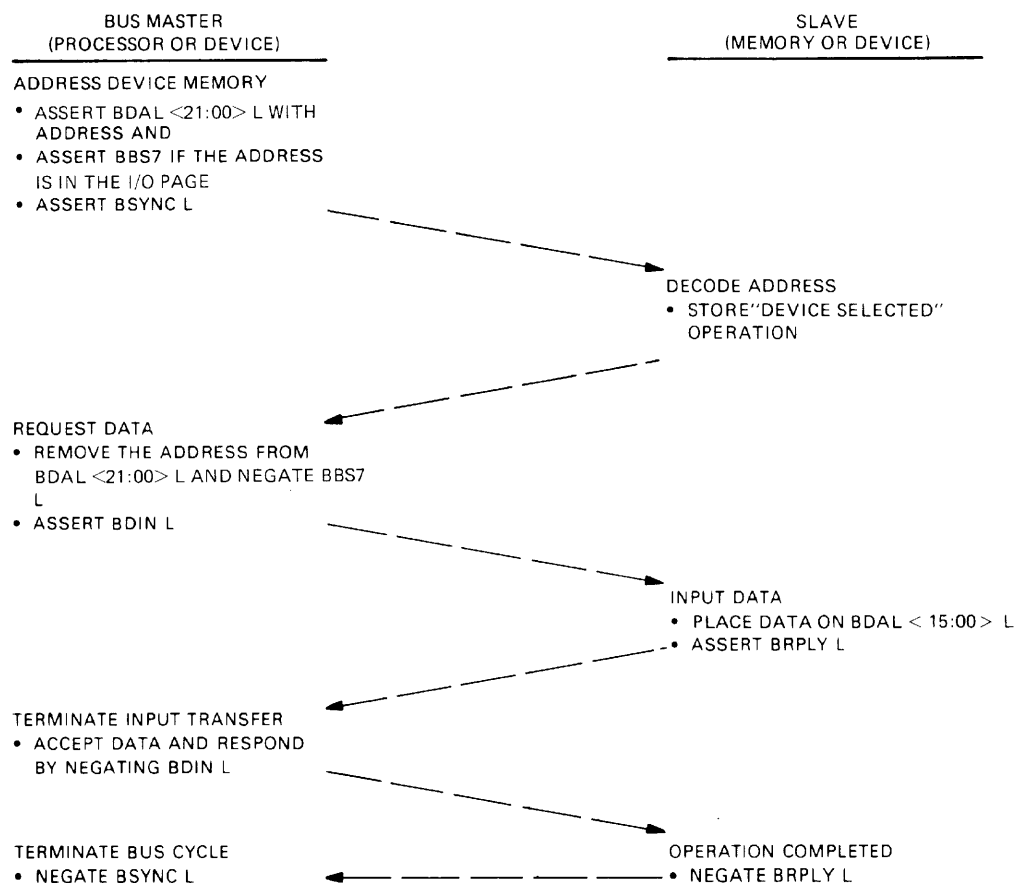 BUS MASTER
(PROCESSOR OR DEVICE)
SLAVE
(MEMORY OR DEVICE)
ADDRESS DEVICE MEMORY
• ASSERT BDAL <21:00> L WITH
ADDRESS AND
• ASSERT BBS7 IF THE ADDRESS
IS IN THE I/O PAGE
• ASSERT BSYNC L
DECODE ADDRESS
• STORE "DEVICE SELECTED"
OPERATION
REQUEST DATA
• REMOVE THE ADDRESS FROM
BDAL <21:00> L AND NEGATE BBS7
L
• ASSERT BDIN L
INPUT DATA
• PLACE DATA ON BDAL < 15:00 > L
• ASSERT BRPLY L
TERMINATE INPUT TRANSFER
• ACCEPT DATA AND RESPOND
BY NEGATING BDIN L
OPERATION COMPLETED
• NEGATE BRPLY L
TERMINATE BUS CYCLE
• NEGATE BSYNC L